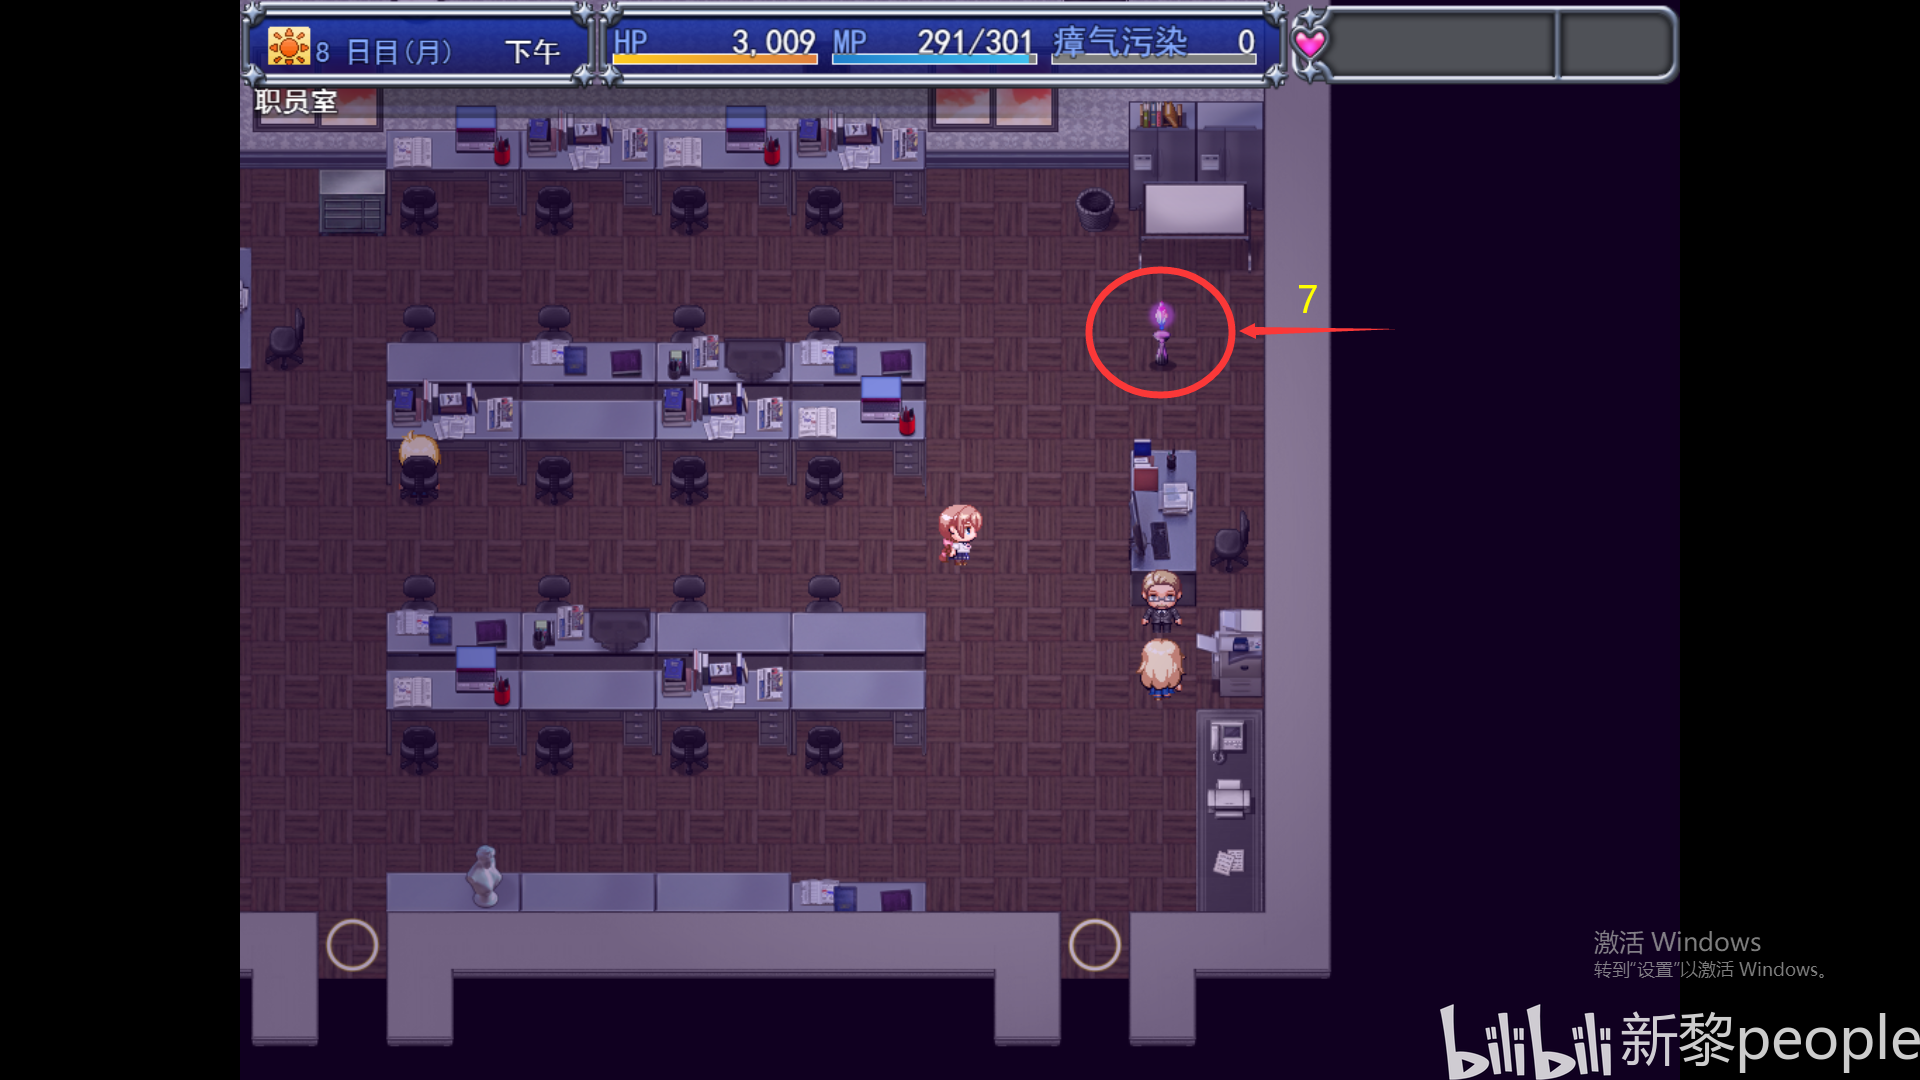 8 日目(月) 下午
HP 3,009 MP 291/301 瘴气污染 0
职员室
7
激活 Windows
转到“设置”以激活 Windows。
bilibili 新黎people